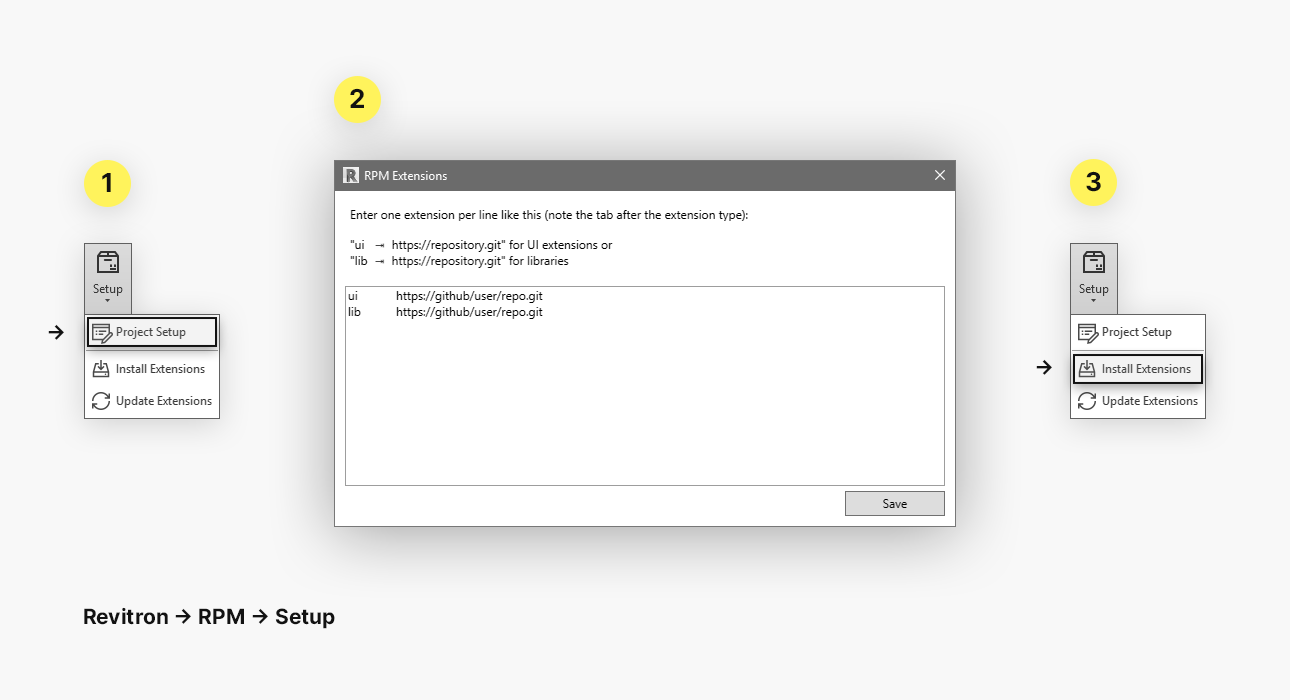 1
Setup
Project Setup
Install Extensions
Update Extensions
2
R RPM Extensions
Enter one extension per line like this (note the tab after the extension type):
"ui → https://repository.git" for UI extensions or
"lib → https://repository.git" for libraries
ui https://github/user/repo.git
lib https://github/user/repo.git
Save
3
Setup
Project Setup
Install Extensions
Update Extensions
Revitron → RPM → Setup